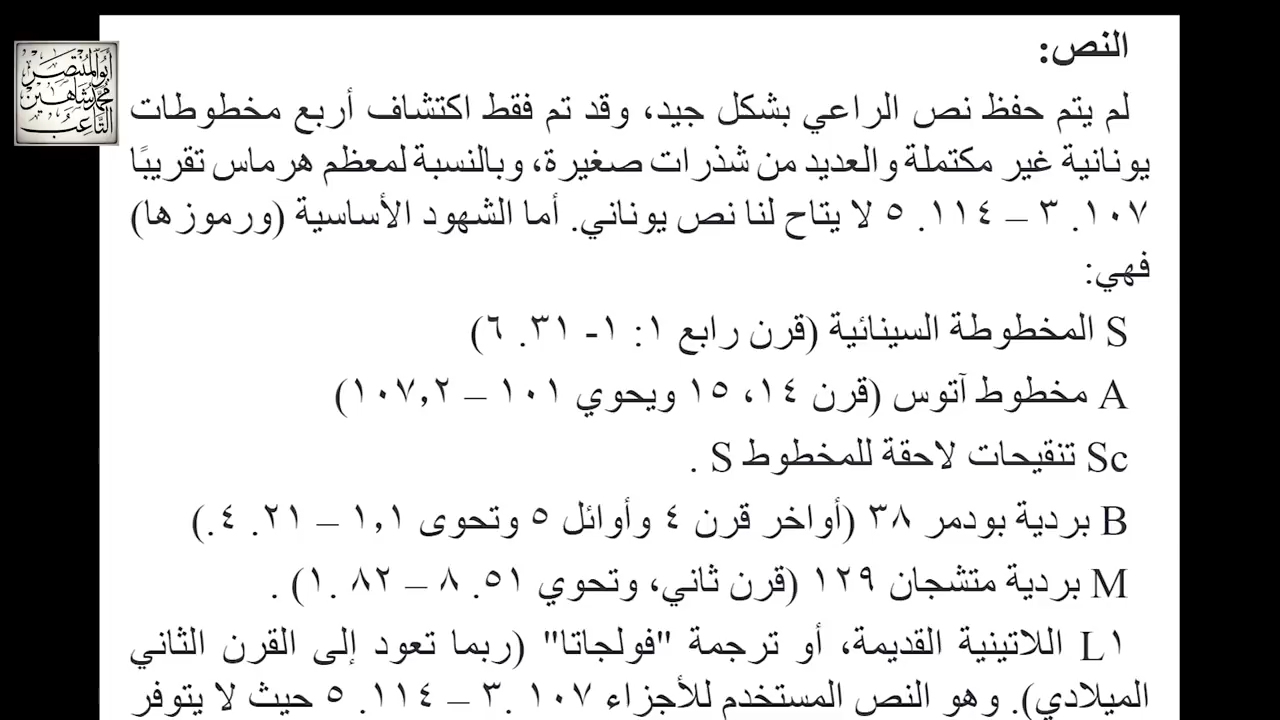 أبو المنتصر
محمد شاهين
التاعب
النص:
لم يتم حفظ نص الراعي بشكل جيد، وقد تم فقط اكتشاف أربع مخطوطات
يونانية غير مكتملة والعديد من شذرات صغيرة، وبالنسبة لمعظم هرماس تقريبًا
١٠٧. ٣ – ١١٤. ٥ لا يتاح لنا نص يوناني. أما الشهود الأساسية (ورموزها)
فهي:
S المخطوطة السينائية (قرن رابع ١: ١- ٣١. ٦)
A مخطوط آتوس (قرن ١٤، ١٥ ويحوي ١٠١ – ١٠٧,٢)
Sc تنقيحات لاحقة للمخطوط S .
B بردية بودمر ٣٨ (أواخر قرن ٤ وأوائل ٥ وتحوى ١,١ – ٢١. ٤.)
M بردية متشجان ١٢٩ (قرن ثاني، وتحوي ٥١. ٨ – ٨٢ .١) .
L١ اللاتينية القديمة، أو ترجمة "فولجاتا" (ربما تعود إلى القرن الثاني
الميلادي). وهو النص المستخدم للأجزاء ١٠٧ .٣ – ١١٤. ٥ حيث لا يتوفر